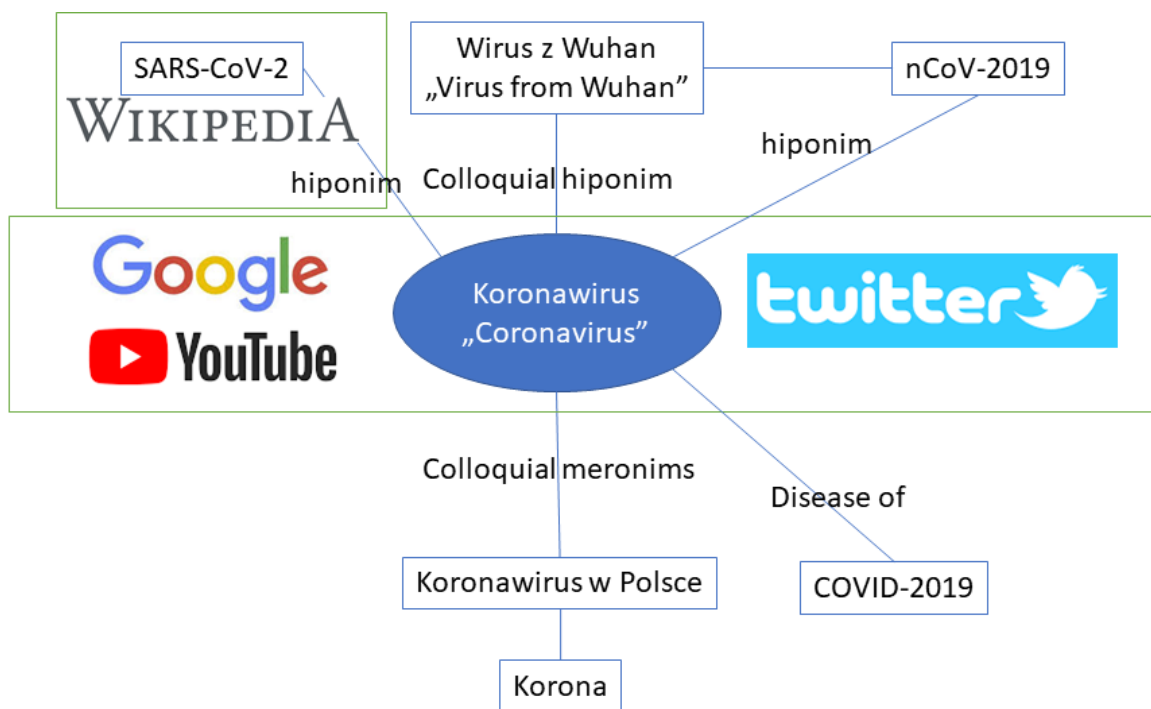 SARS-CoV-2
WIKIPEDIA
Wirus z Wuhan
„Virus from Wuhan”
nCoV-2019
hiponim
Colloquial hiponim
hiponim
Google
YouTube
Koronawirus
„Coronavirus”
twitter
Colloquial meronims
Disease of
Koronawirus w Polsce
COVID-2019
Korona